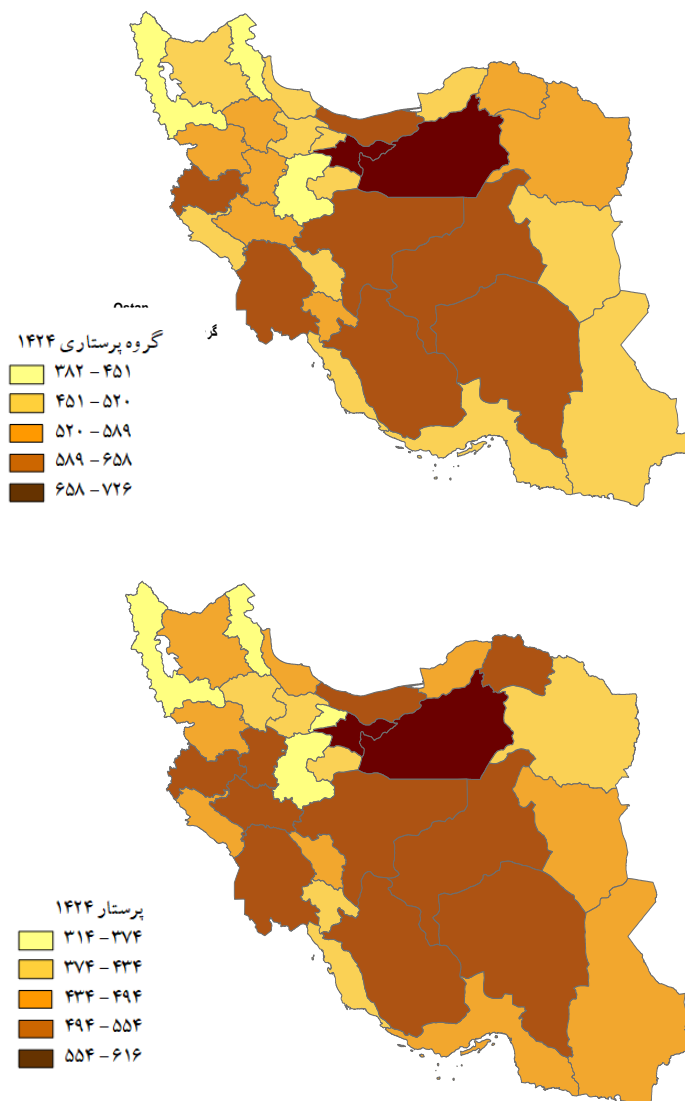 گروه پرستاری ۱۴۲۴
۳۸۲ – ۴۵۱
۴۵۱ – ۵۲۰
۵۲۰ – ۵۸۹
۵۸۹ – ۶۵۸
۶۵۸ – ۷۲۶
پرستار ۱۴۲۴
۳۱۴ – ۳۷۴
۳۷۴ – ۴۳۴
۴۳۴ – ۴۹۴
۴۹۴ – ۵۵۴
۵۵۴ – ۶۱۶